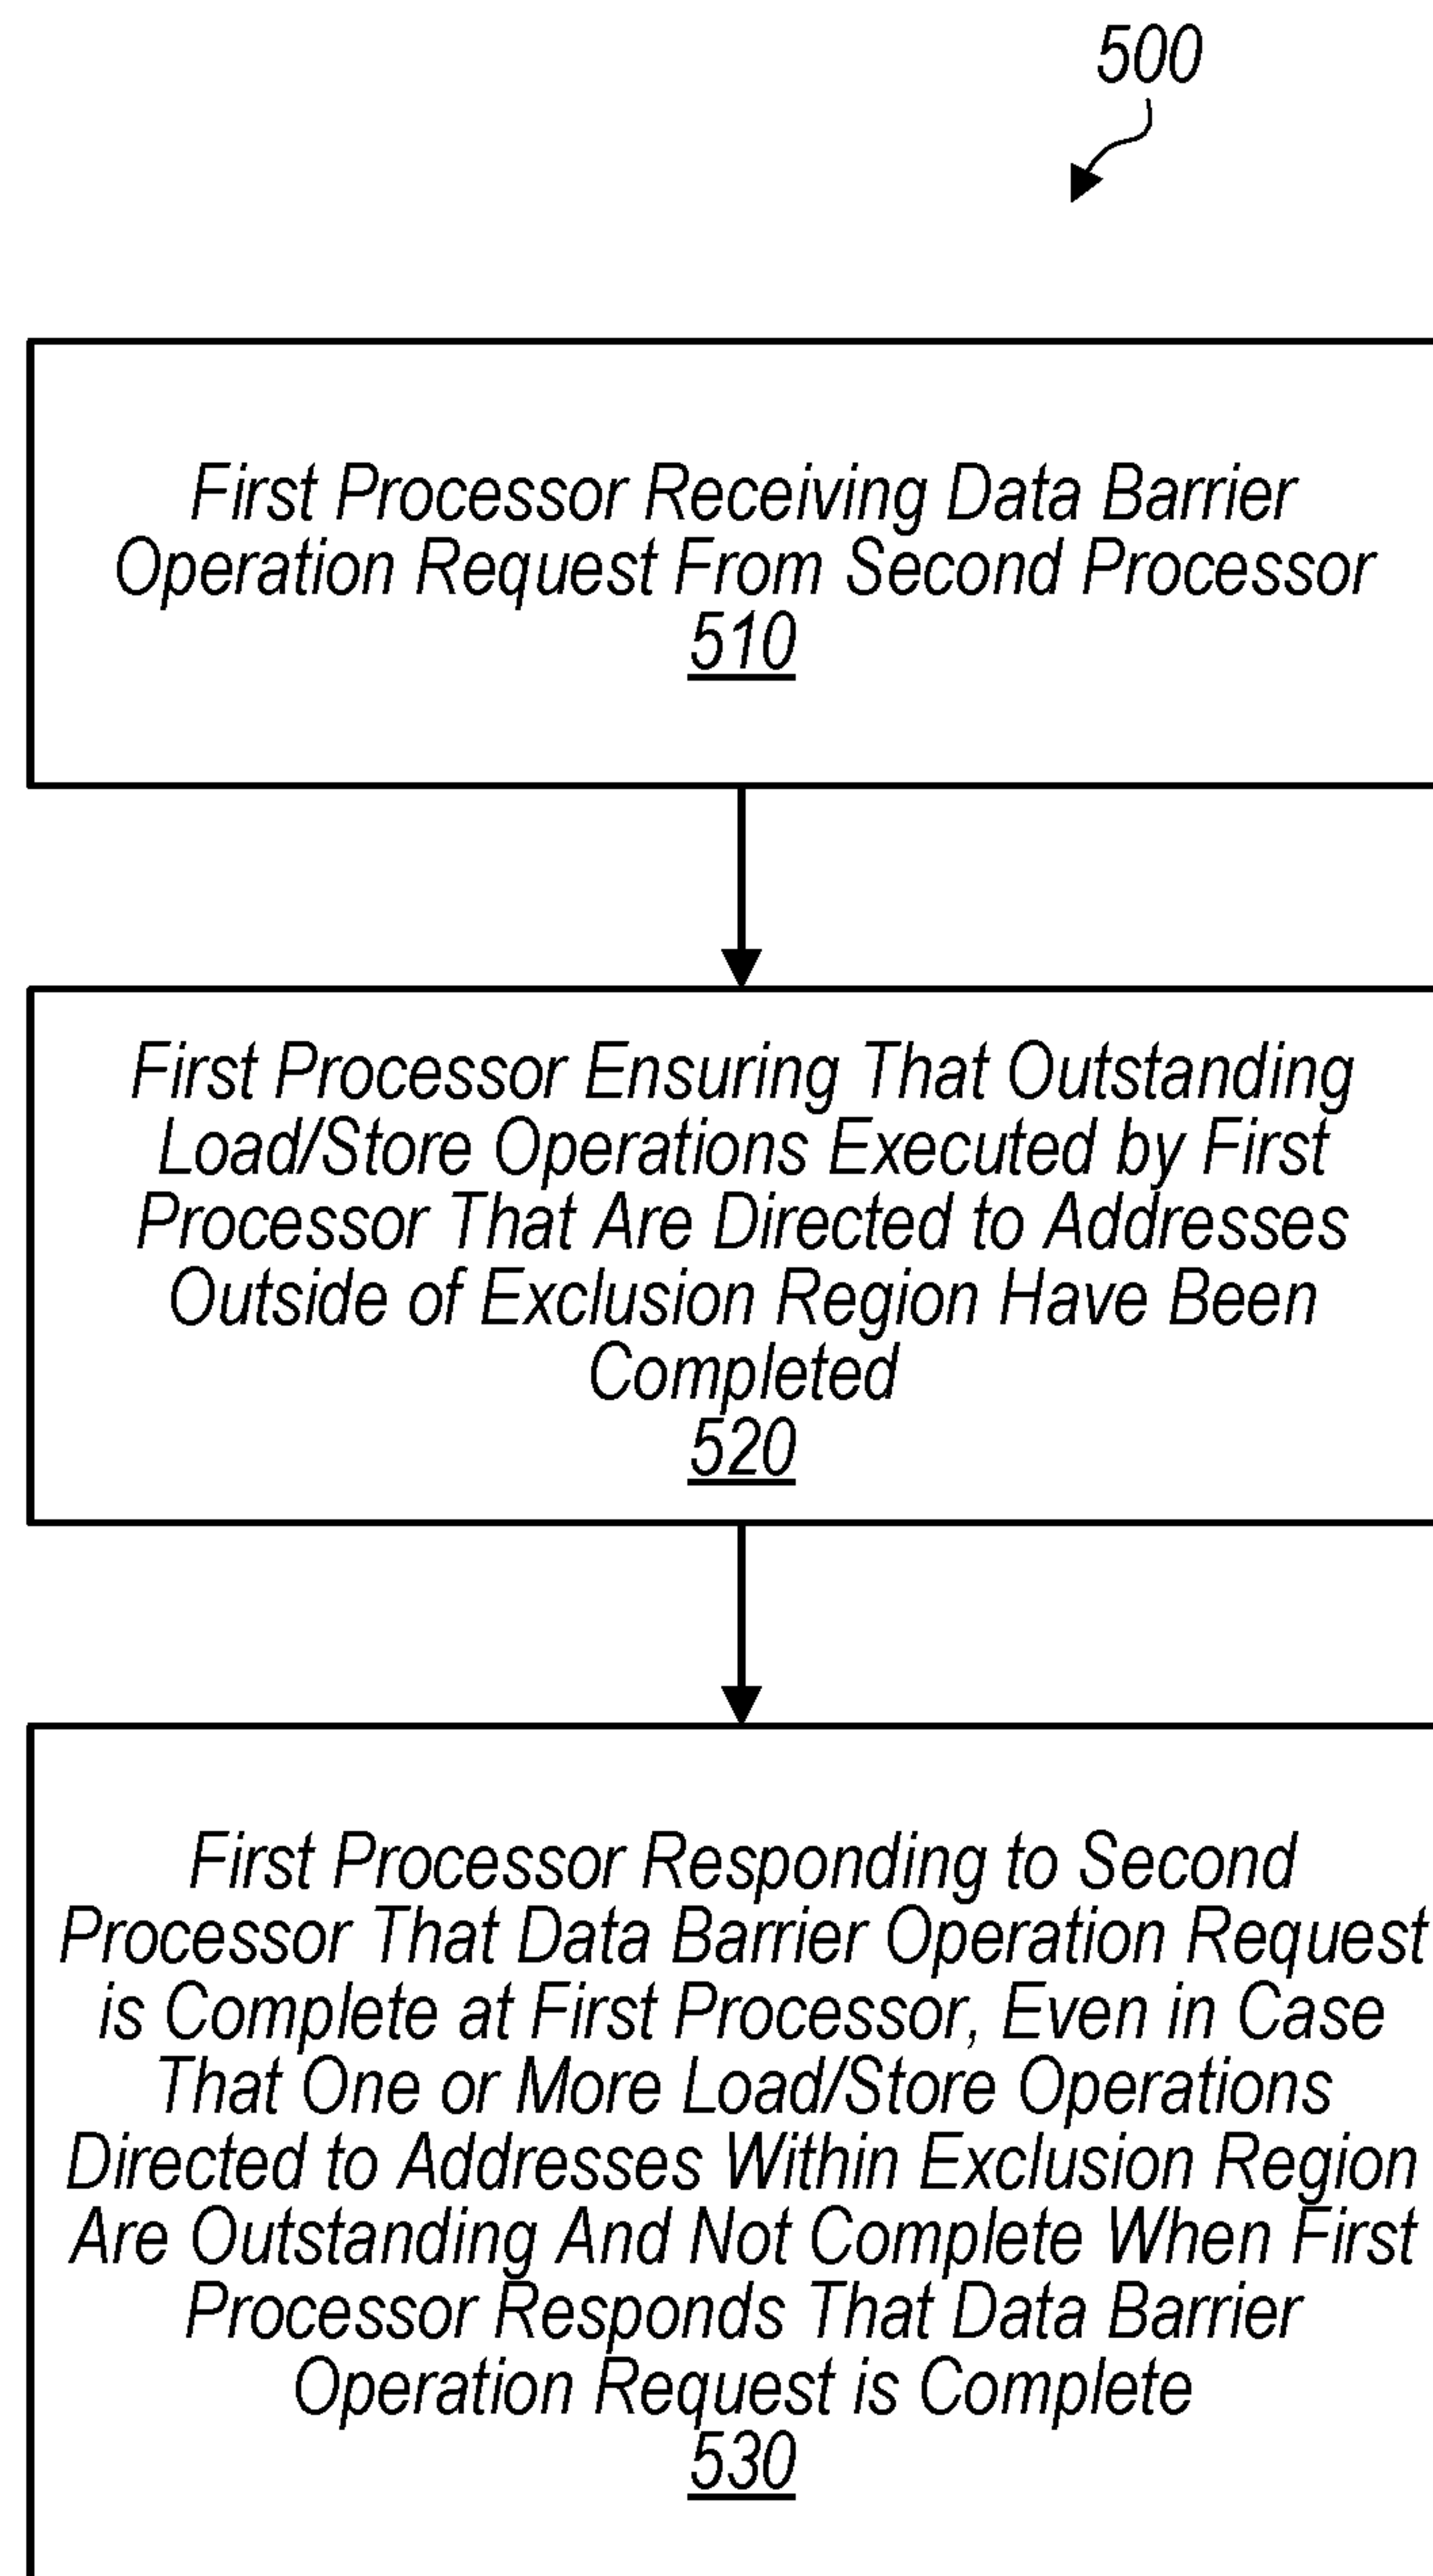 500
First Processor Receiving Data Barrier
Operation Request From Second Processor
510
First Processor Ensuring That Outstanding
Load/Store Operations Executed by First
Processor That Are Directed to Addresses
Outside of Exclusion Region Have Been
Completed
520
First Processor Responding to Second
Processor That Data Barrier Operation Request
is Complete at First Processor, Even in Case
That One or More Load/Store Operations
Directed to Addresses Within Exclusion Region
Are Outstanding And Not Complete When First
Processor Responds That Data Barrier
Operation Request is Complete
530